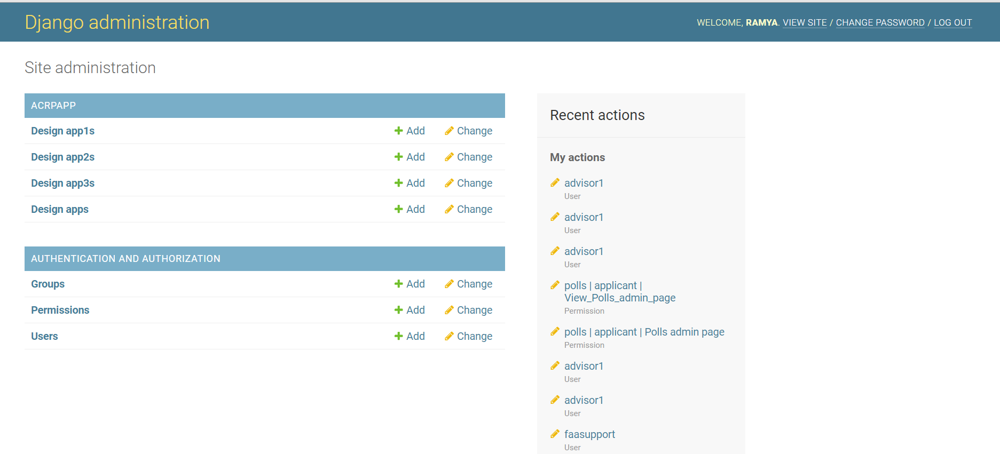 Django administration
WELCOME, RAMYA. VIEW SITE / CHANGE PASSWORD / LOG OUT
Site administration
ACRPAPP
Design app1s Add Change
Design app2s Add Change
Design app3s Add Change
Design apps Add Change
AUTHENTICATION AND AUTHORIZATION
Groups Add Change
Permissions Add Change
Users Add Change
Recent actions
My actions
advisor1
User
advisor1
User
advisor1
User
polls | applicant |
View_Polls_admin_page
Permission
polls | applicant | Polls admin page
Permission
advisor1
User
advisor1
User
faasupport
User